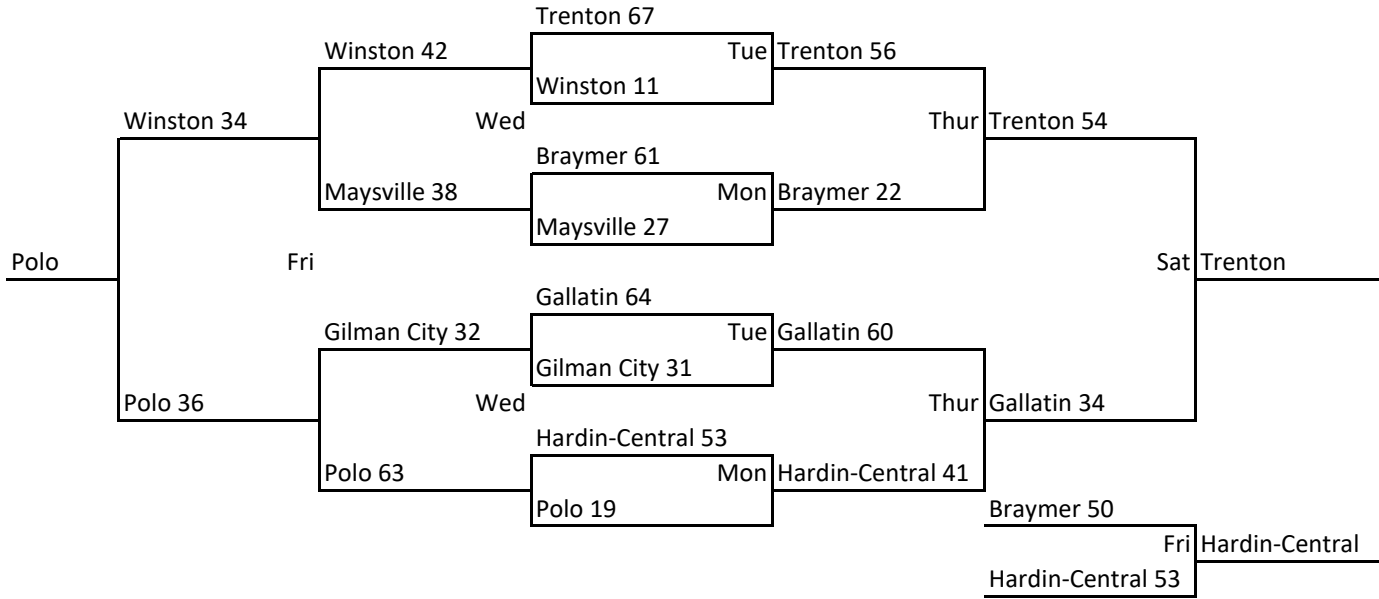 Trenton 67
Winston 42
Tue Trenton 56
Winston 11
Winston 34
Wed
Thur Trenton 54
Braymer 61
Maysville 38
Mon Braymer 22
Maysville 27
Polo
Fri
Sat Trenton
Gallatin 64
Gilman City 32
Tue Gallatin 60
Gilman City 31
Polo 36
Wed
Thur Gallatin 34
Hardin-Central 53
Polo 63
Mon Hardin-Central 41
Polo 19
Braymer 50
Fri Hardin-Central
Hardin-Central 53